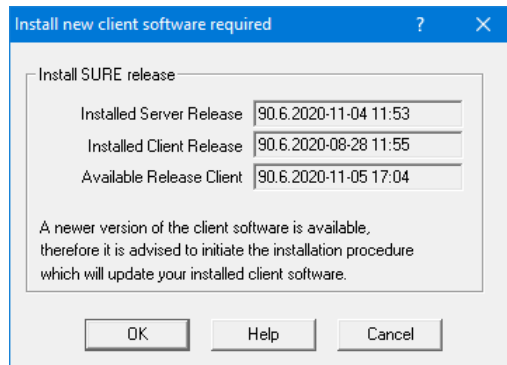 Install new client software required ?
Install SURE release
Installed Server Release 90.6.2020-11-04 11:53
Installed Client Release 90.6.2020-08-28 11:55
Available Release Client 90.6.2020-11-05 17:04
A newer version of the client software is available,
therefore it is advised to initiate the installation procedure
which will update your installed client software.
OK Help Cancel